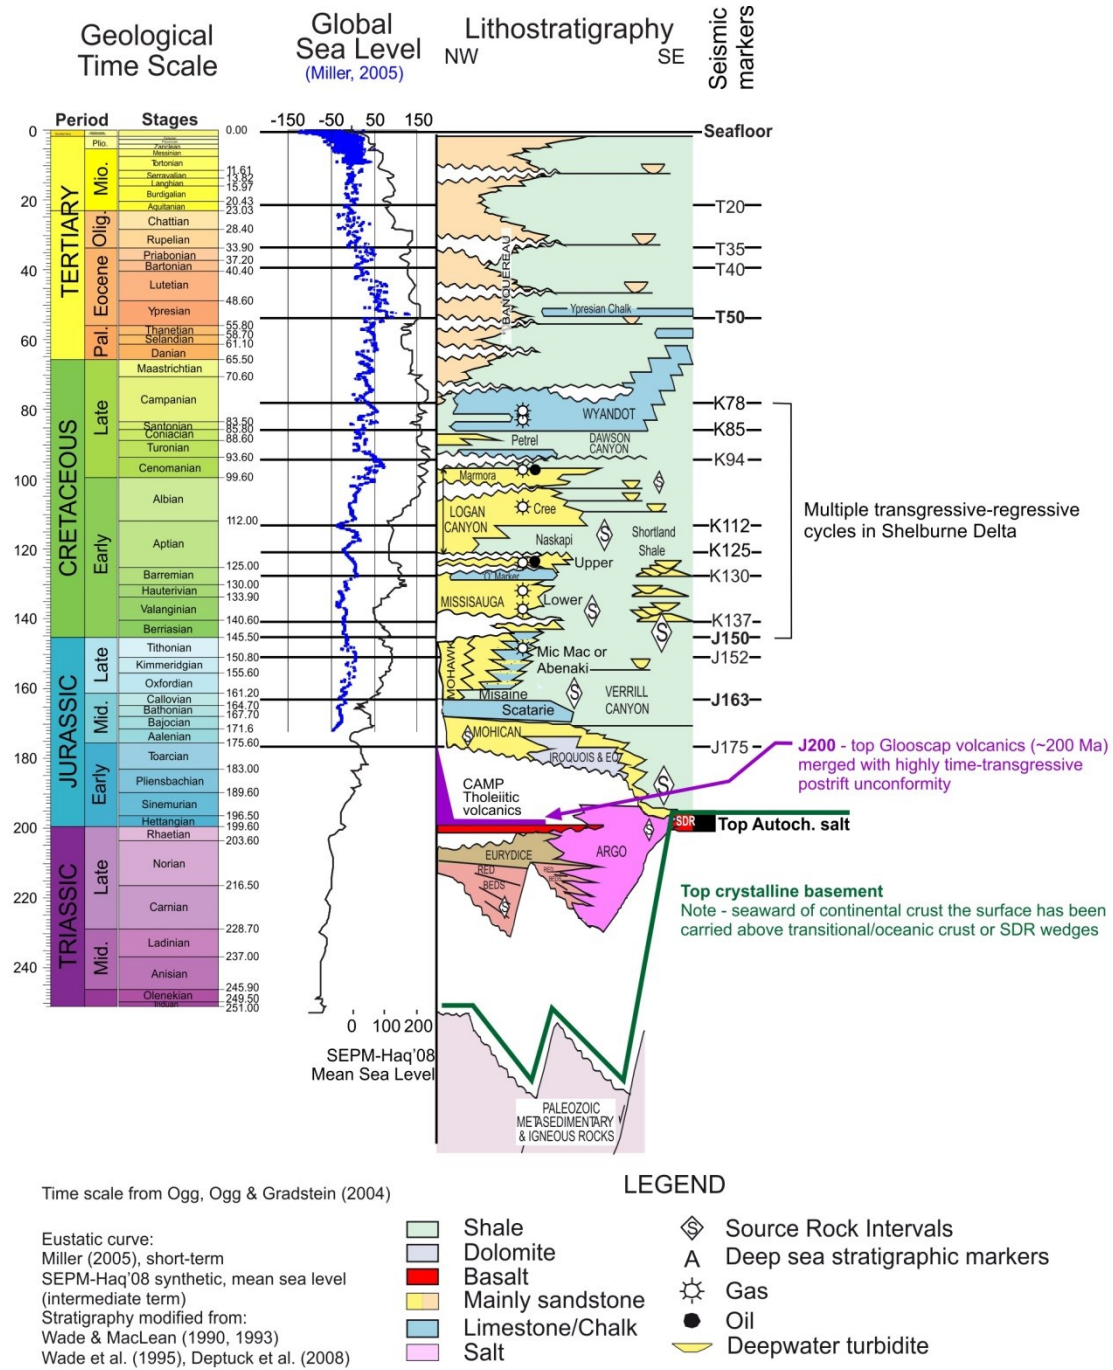 Geological
Time Scale
Global
Sea Level
(Miller, 2005)
Lithostratigraphy
NW
SE
Seismic
markers
Period
Stages
-150
-50
50
150
0
20
40
60
80
100
120
140
160
180
200
220
240
TERTIARY
CRETACEOUS
JURASSIC
TRIASSIC
Plio.
Mio.
Olig.
Eocene
Pal.
Late
Early
Late
Mid.
Early
Late
Mid.
Zanclean
Messinian
Tortonian
Serravalian
Langhian
Burdigalian
Aquitanian
Chattian
Rupelian
Priabonian
Bartonian
Lutetian
Ypresian
Thanetian
Selandian
Danian
Maastrichtian
Campanian
Santonian
Coniacian
Turonian
Cenomanian
Albian
Aptian
Barremian
Hauterivian
Valanginian
Berriasian
Tithonian
Kimmeridgian
Oxfordian
Callovian
Bathonian
Bajocian
Aalenian
Toarcian
Pliensbachian
Sinemurian
Hettangian
Rhaetian
Norian
Carnian
Ladinian
Anisian
Olenekian
Induan
0.00
11.61
13.82
15.97
20.43
23.03
28.40
33.90
37.20
40.40
48.60
55.80
58.70
61.10
65.50
70.60
83.50
85.80
88.60
93.60
99.60
112.00
125.00
130.00
133.90
140.60
145.50
150.80
155.60
161.20
164.70
167.70
171.6
175.60
183.00
189.60
196.50
199.60
203.60
216.50
228.70
237.00
245.90
249.50
251.00
0 100 200
SEPM-Haq'08
Mean Sea Level
BANQUEREAU
Ypresian Chalk
WYANDOT
Petrel
DAWSON
CANYON
Marmora
LOGAN
CANYON
Cree
Naskapi
Shortland
Shale
Upper
O' Marker
MISSISAUGA
Lower
MOHAWK
Mic Mac or
Abenaki
Misaine
Scatarie
VERRILL
CANYON
MOHICAN
IROQUOIS & EQ
CAMP
Tholeiitic
volcanics
EURYDICE
RED
BEDS
RED
BEDS
ARGO
SDR
PALEOZOIC
METASEDIMENTARY
& IGNEOUS ROCKS
S
S
S
S
S
S
S
S
S
Seafloor
T20
T35
T40
T50
K78
K85
K94
K112
K125
K130
K137
J150
J152
J163
J175
Top Autoch. salt
Multiple transgressive-regressive
cycles in Shelburne Delta
J200 - top Glooscap volcanics (~200 Ma)
merged with highly time-transgressive
postrift unconformity
Top crystalline basement
Note - seaward of continental crust the surface has been
carried above transitional/oceanic crust or SDR wedges
Time scale from Ogg, Ogg & Gradstein (2004)
Eustatic curve:
Miller (2005), short-term
SEPM-Haq'08 synthetic, mean sea level
(intermediate term)
Stratigraphy modified from:
Wade & MacLean (1990, 1993)
Wade et al. (1995), Deptuck et al. (2008)
LEGEND
Shale
Dolomite
Basalt
Mainly sandstone
Limestone/Chalk
Salt
S Source Rock Intervals
A Deep sea stratigraphic markers
Gas
Oil
Deepwater turbidite